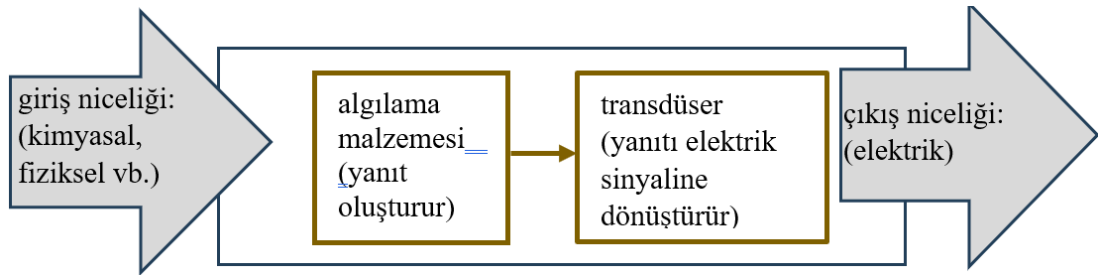 giriş niceliği:
(kimyasal,
fiziksel vb.)
algılama
malzemesi
(yanıt
oluşturur)
transdüser
(yanıtı elektrik
sinyaline
dönüştürür)
çıkış niceliği:
(elektrik)